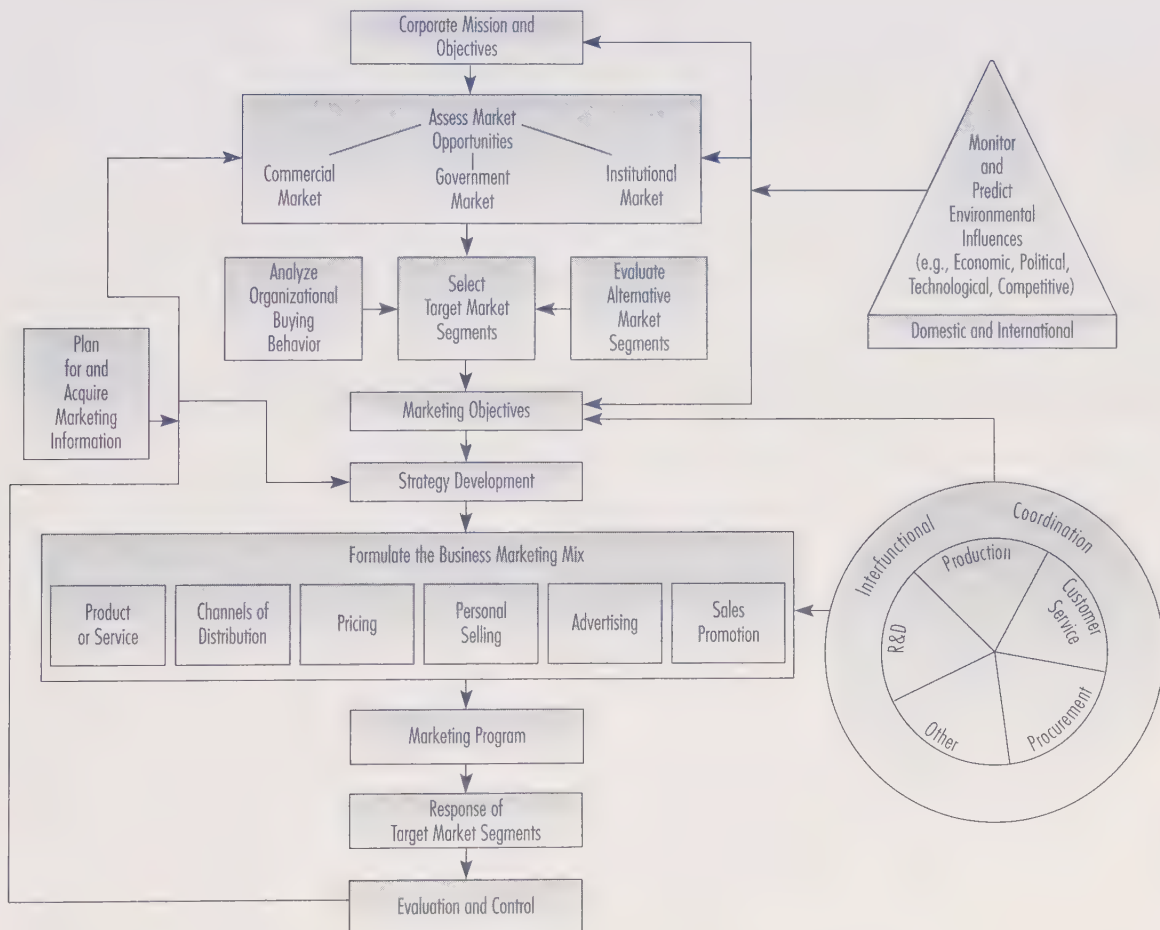 Corporate Mission and
Objectives
Assess Market
Opportunities
Commercial
Market
Government
Market
Institutional
Market
Monitor
and
Predict
Environmental
Influences
(e.g., Economic, Political,
Technological, Competitive)
Domestic and International
Analyze
Organizational
Buying
Behavior
Select
Target Market
Segments
Evaluate
Alternative
Market
Segments
Plan
for and
Acquire
Marketing
Information
Marketing Objectives
Strategy Development
Formulate the Business Marketing Mix
Product
or Service
Channels of
Distribution
Pricing
Personal
Selling
Advertising
Sales
Promotion
Interfunctional
Coordination
Production
Customer
Service
R&D
Other
Procurement
Marketing Program
Response of
Target Market Segments
Evaluation and Control